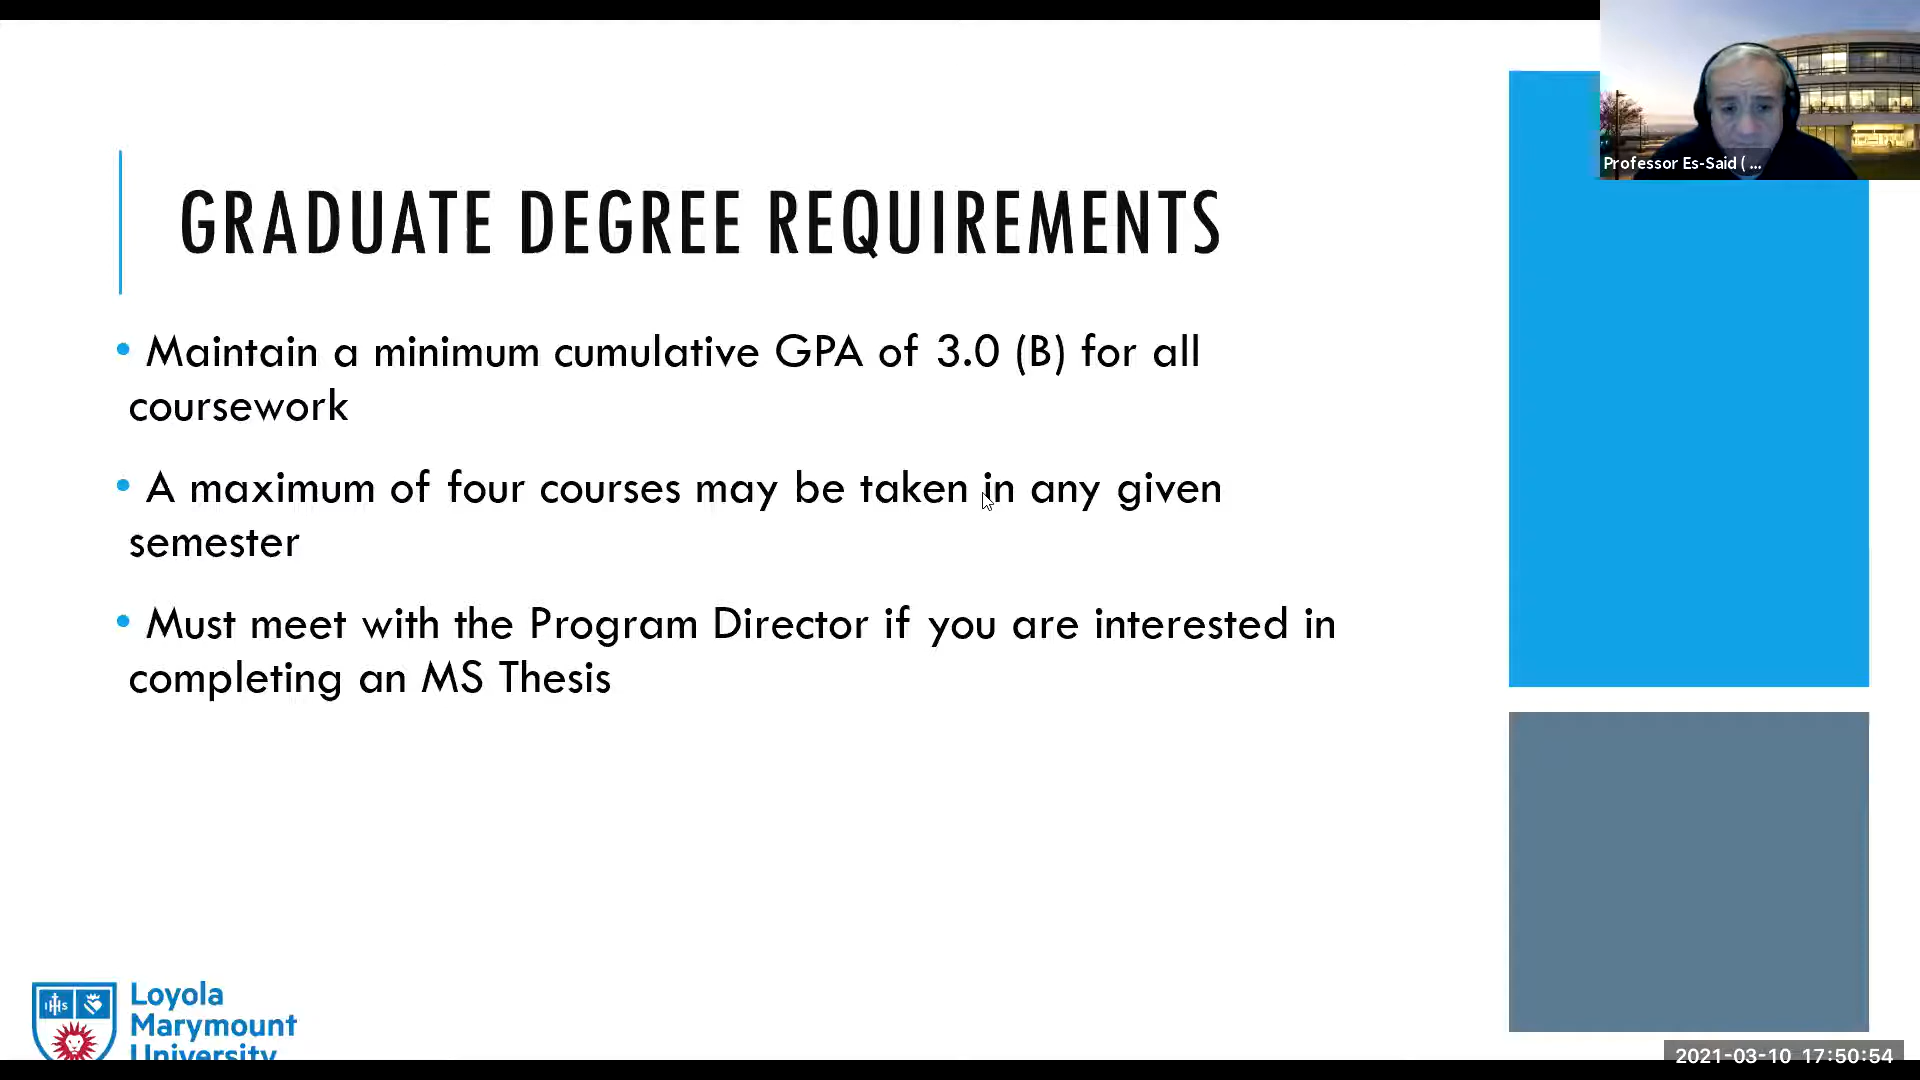 Professor Es-Said ( ...
GRADUATE DEGREE REQUIREMENTS
• Maintain a minimum cumulative GPA of 3.0 (B) for all
coursework
• A maximum of four courses may be taken in any given
semester
• Must meet with the Program Director if you are interested in
completing an MS Thesis
IHS
Loyola
Marymount
University
2021-03-10 17:50:54